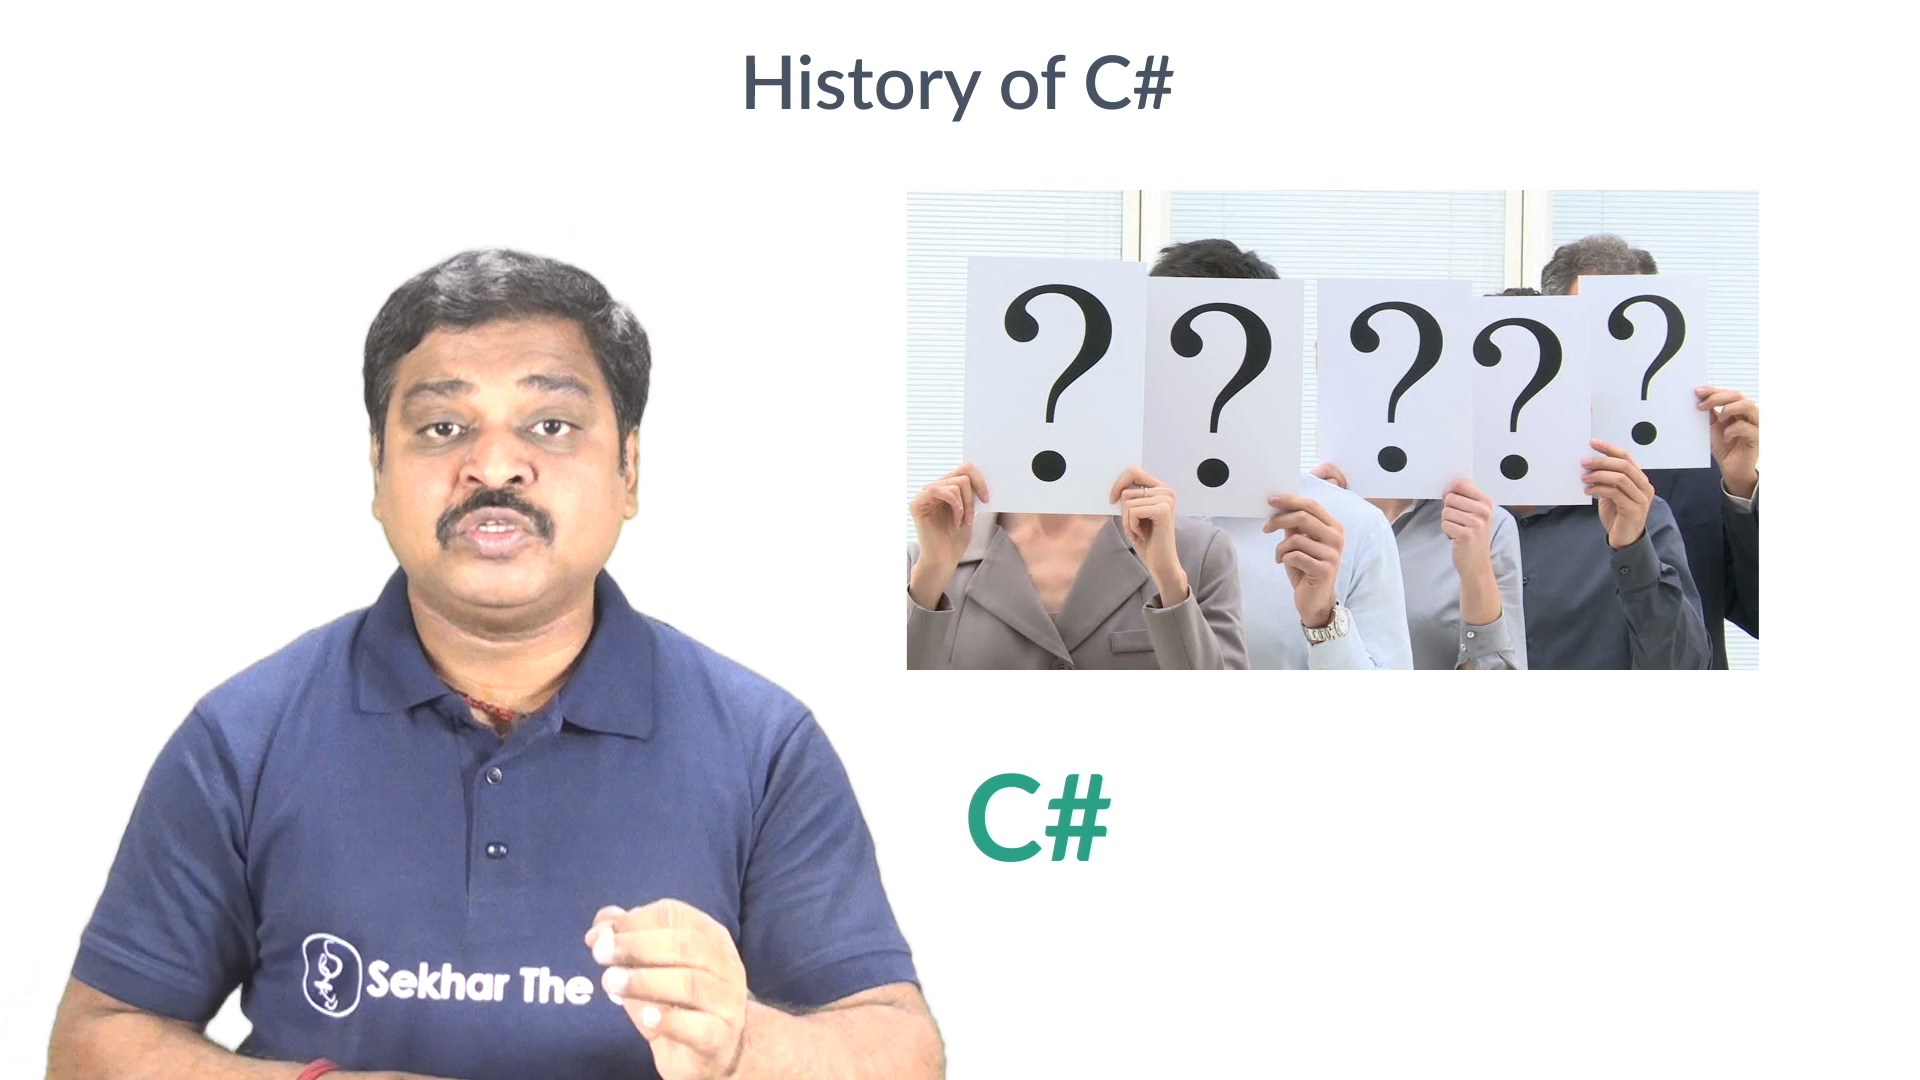 History of C#
? ? ? ? ?
C#
Sekhar The